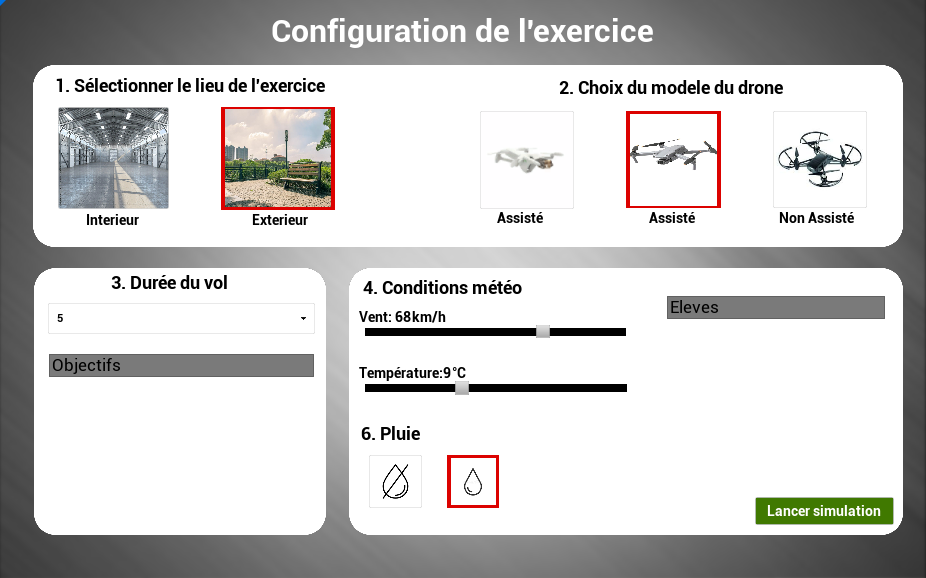 Configuration de l'exercice
1. Sélectionner le lieu de l'exercice
Interieur
Exterieur
2. Choix du modele du drone
Assisté
Assisté
Non Assisté
3. Durée du vol
5
Objectifs
4. Conditions météo
Vent: 68km/h
Température:9°C
Eleves
6. Pluie
Lancer simulation